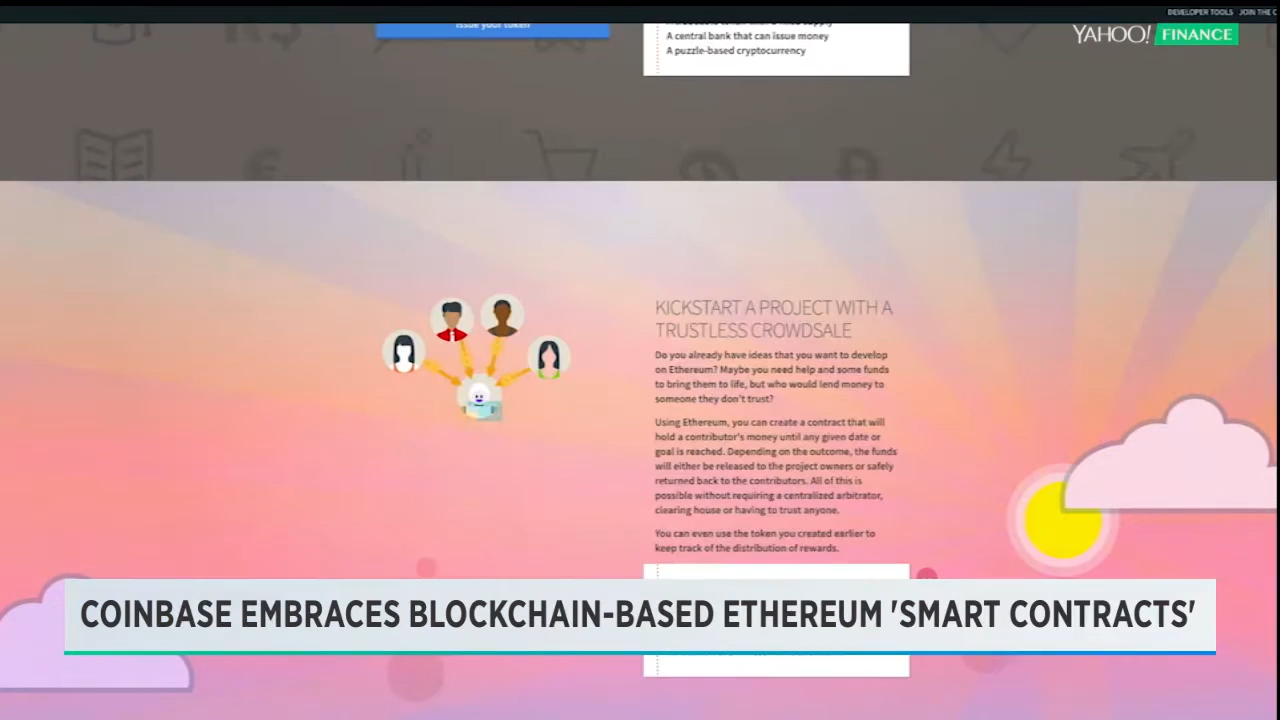 DEVELOPER TOOLS JOIN THE C
YAHOO! FINANCE
Issue your token
A central bank that can issue money
A puzzle-based cryptocurrency
KICKSTART A PROJECT WITH A
TRUSTLESS CROWDSALE
Do you already have ideas that you want to develop
on Ethereum? Maybe you need help and some funds
to bring them to life, but who would lend money to
someone they don't trust?
Using Ethereum, you can create a contract that will
hold a contributor's money until any given date or
goal is reached. Depending on the outcome, the funds
will either be released to the project owners or safely
returned back to the contributors. All of this is
possible without requiring a centralized arbitrator,
clearing house or having to trust anyone.
You can even use the token you created earlier to
keep track of the distribution of rewards.
COINBASE EMBRACES BLOCKCHAIN-BASED ETHEREUM 'SMART CONTRACTS'